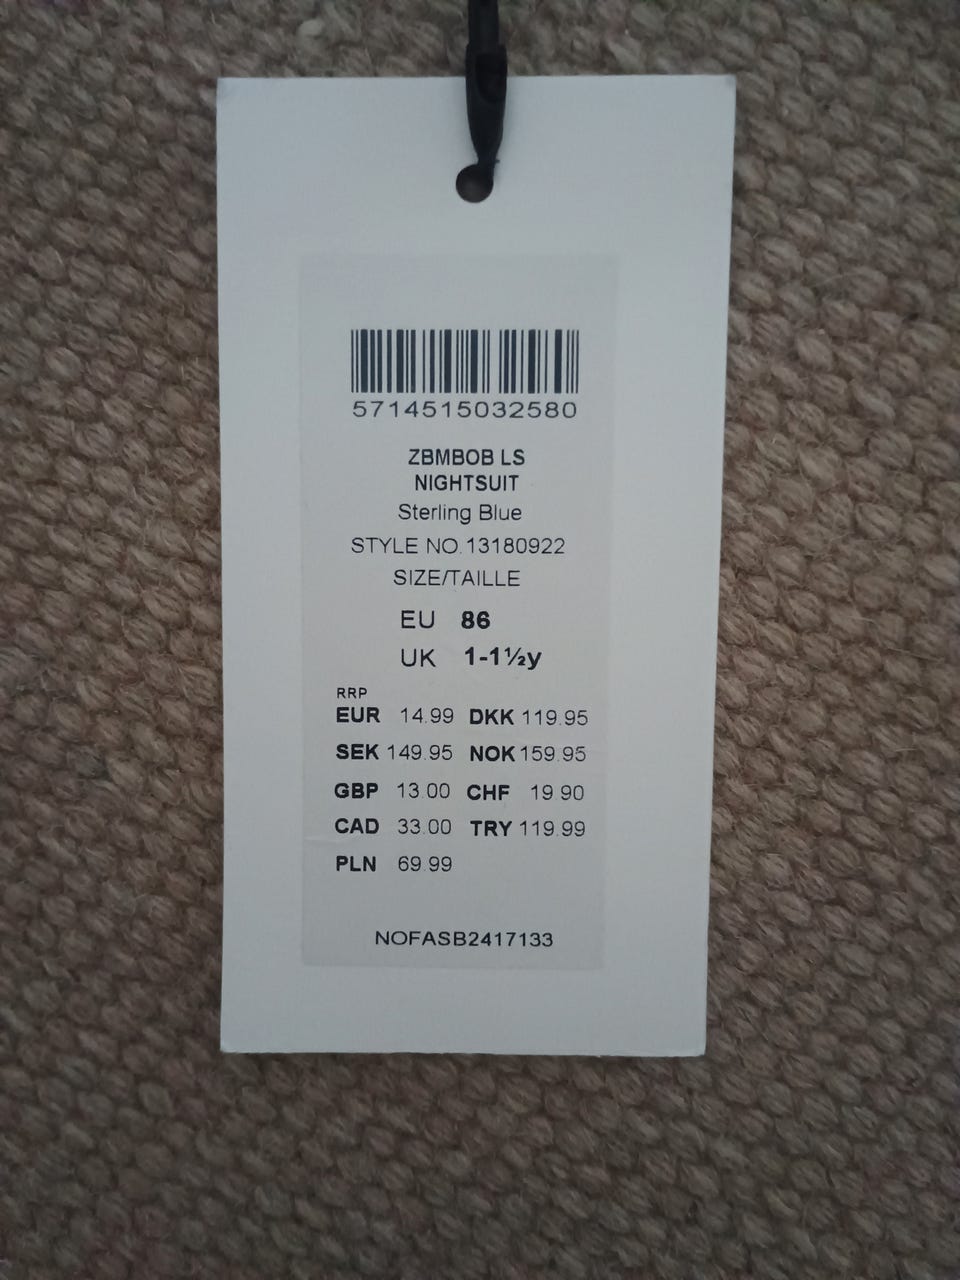 5714515032580
ZBMBOB LS
NIGHTSUIT
Sterling Blue
STYLE NO.13180922
SIZE/TAILLE
EU 86
UK 1-1½y
RRP
EUR 14.99 DKK 119.95
SEK 149.95 NOK 159.95
GBP 13.00 CHF 19.90
CAD 33.00 TRY 119.99
PLN 69.99
NOFASB2417133